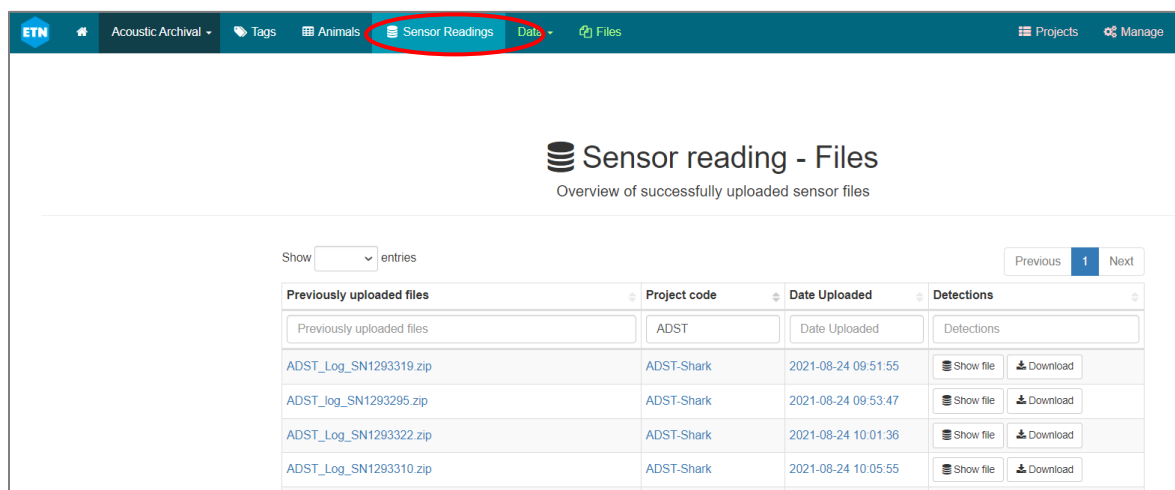 ETN Acoustic Archival Tags Animals Sensor Readings Data Files Projects Manage
Sensor reading - Files
Overview of successfully uploaded sensor files
Show entries Previous 1 Next
Previously uploaded files Project code Date Uploaded Detections
Previously uploaded files ADST Date Uploaded Detections
ADST_Log_SN1293319.zip ADST-Shark 2021-08-24 09:51:55 Show file Download
ADST_log_SN1293295.zip ADST-Shark 2021-08-24 09:53:47 Show file Download
ADST_Log_SN1293322.zip ADST-Shark 2021-08-24 10:01:36 Show file Download
ADST_Log_SN1293310.zip ADST-Shark 2021-08-24 10:05:55 Show file Download